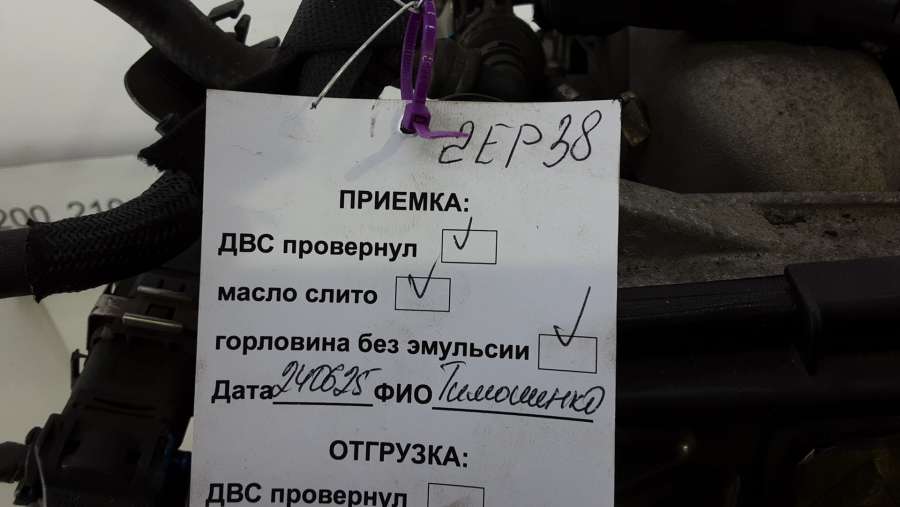 2EP38
ПРИЕМКА:
ДВС провернул
масло слито
горловина без эмульсии
Дата 240625 ФИО Тимошенко
ОТГРУЗКА:
ДВС провернул